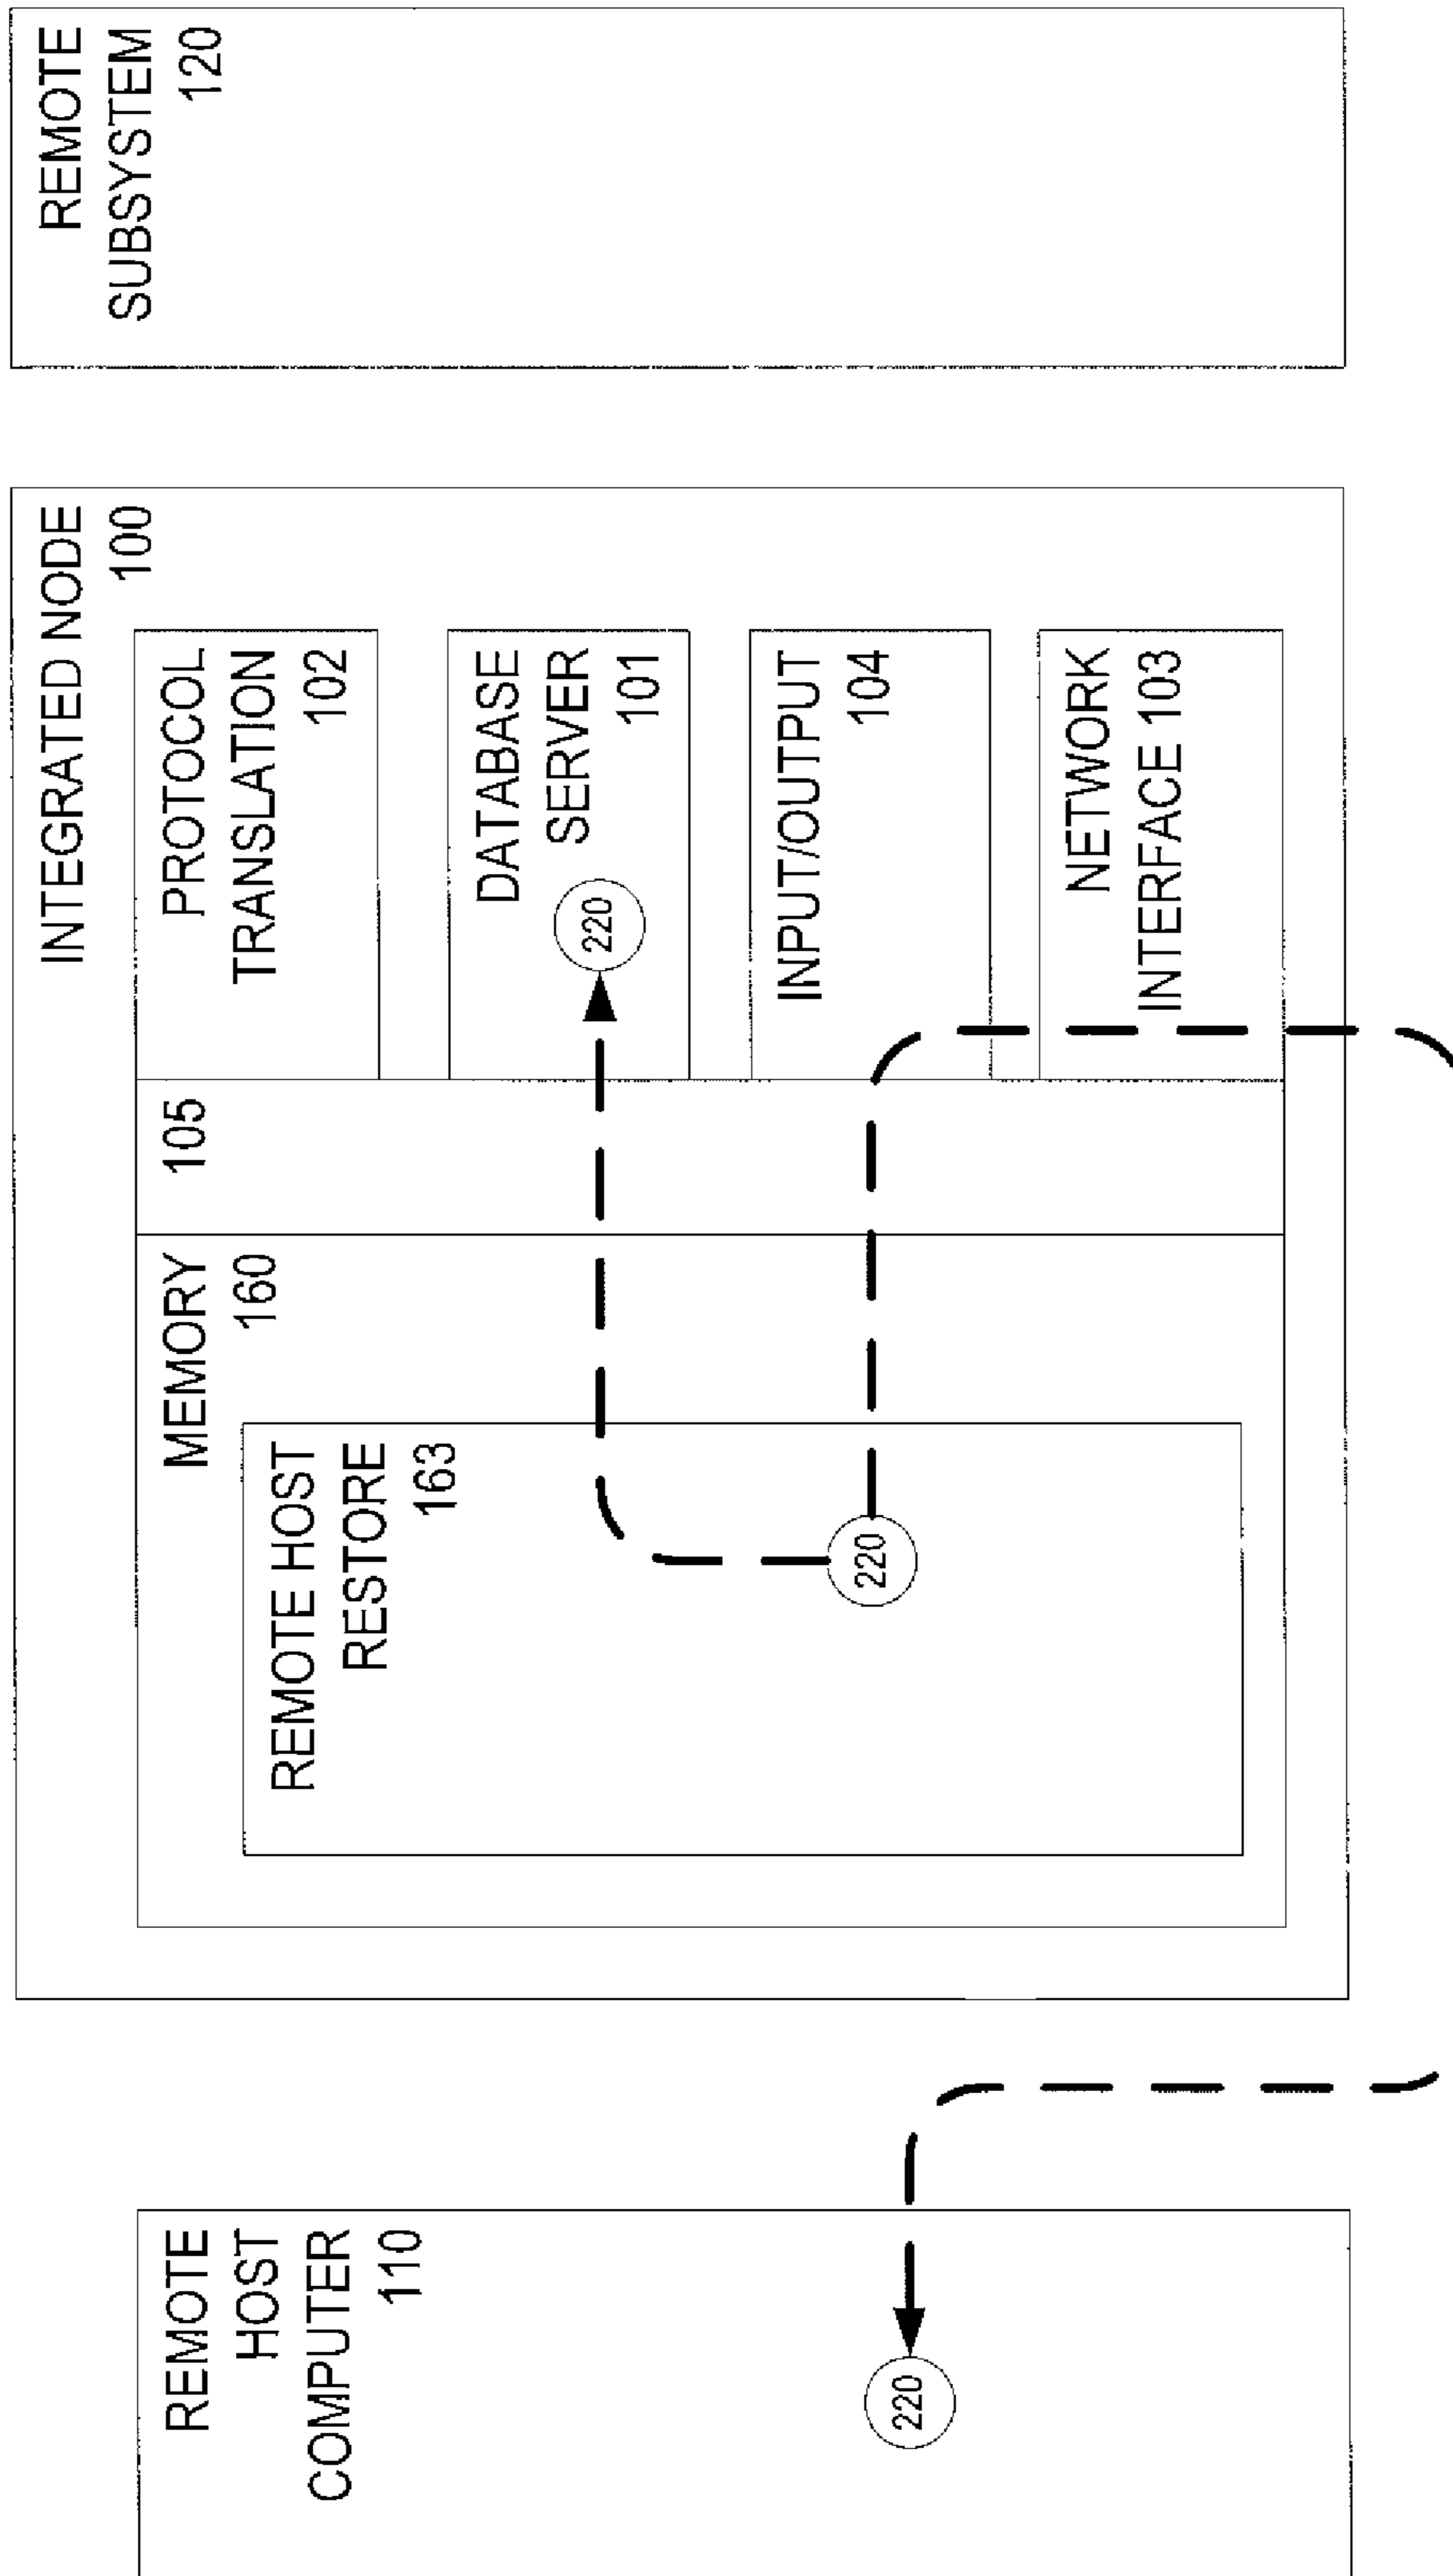 REMOTE
HOST
COMPUTER
110
220
INTEGRATED NODE
100
MEMORY
160
REMOTE HOST
RESTORE
163
220
105
PROTOCOL
TRANSLATION
102
DATABASE
SERVER
101
220
INPUT/OUTPUT
104
NETWORK
INTERFACE 103
REMOTE
SUBSYSTEM
120